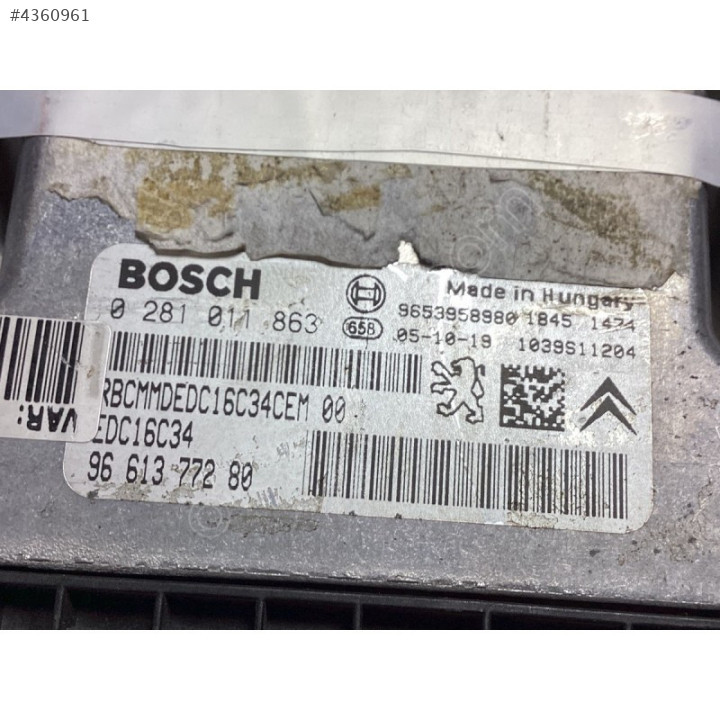 #4360961
BOSCH
Made in Hungary
0 281 011 863
658
9653958980 1845 1474
05-10-19 1039S11204
RBCMMDEDC16C34CEM 00
EDC16C34
96 613 772 80
VAR: